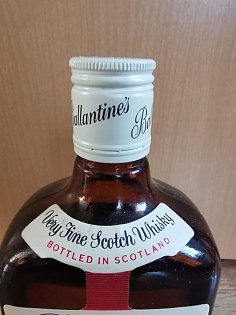 Ballantine's
Very Fine Scotch Whisky
BOTTLED IN SCOTLAND